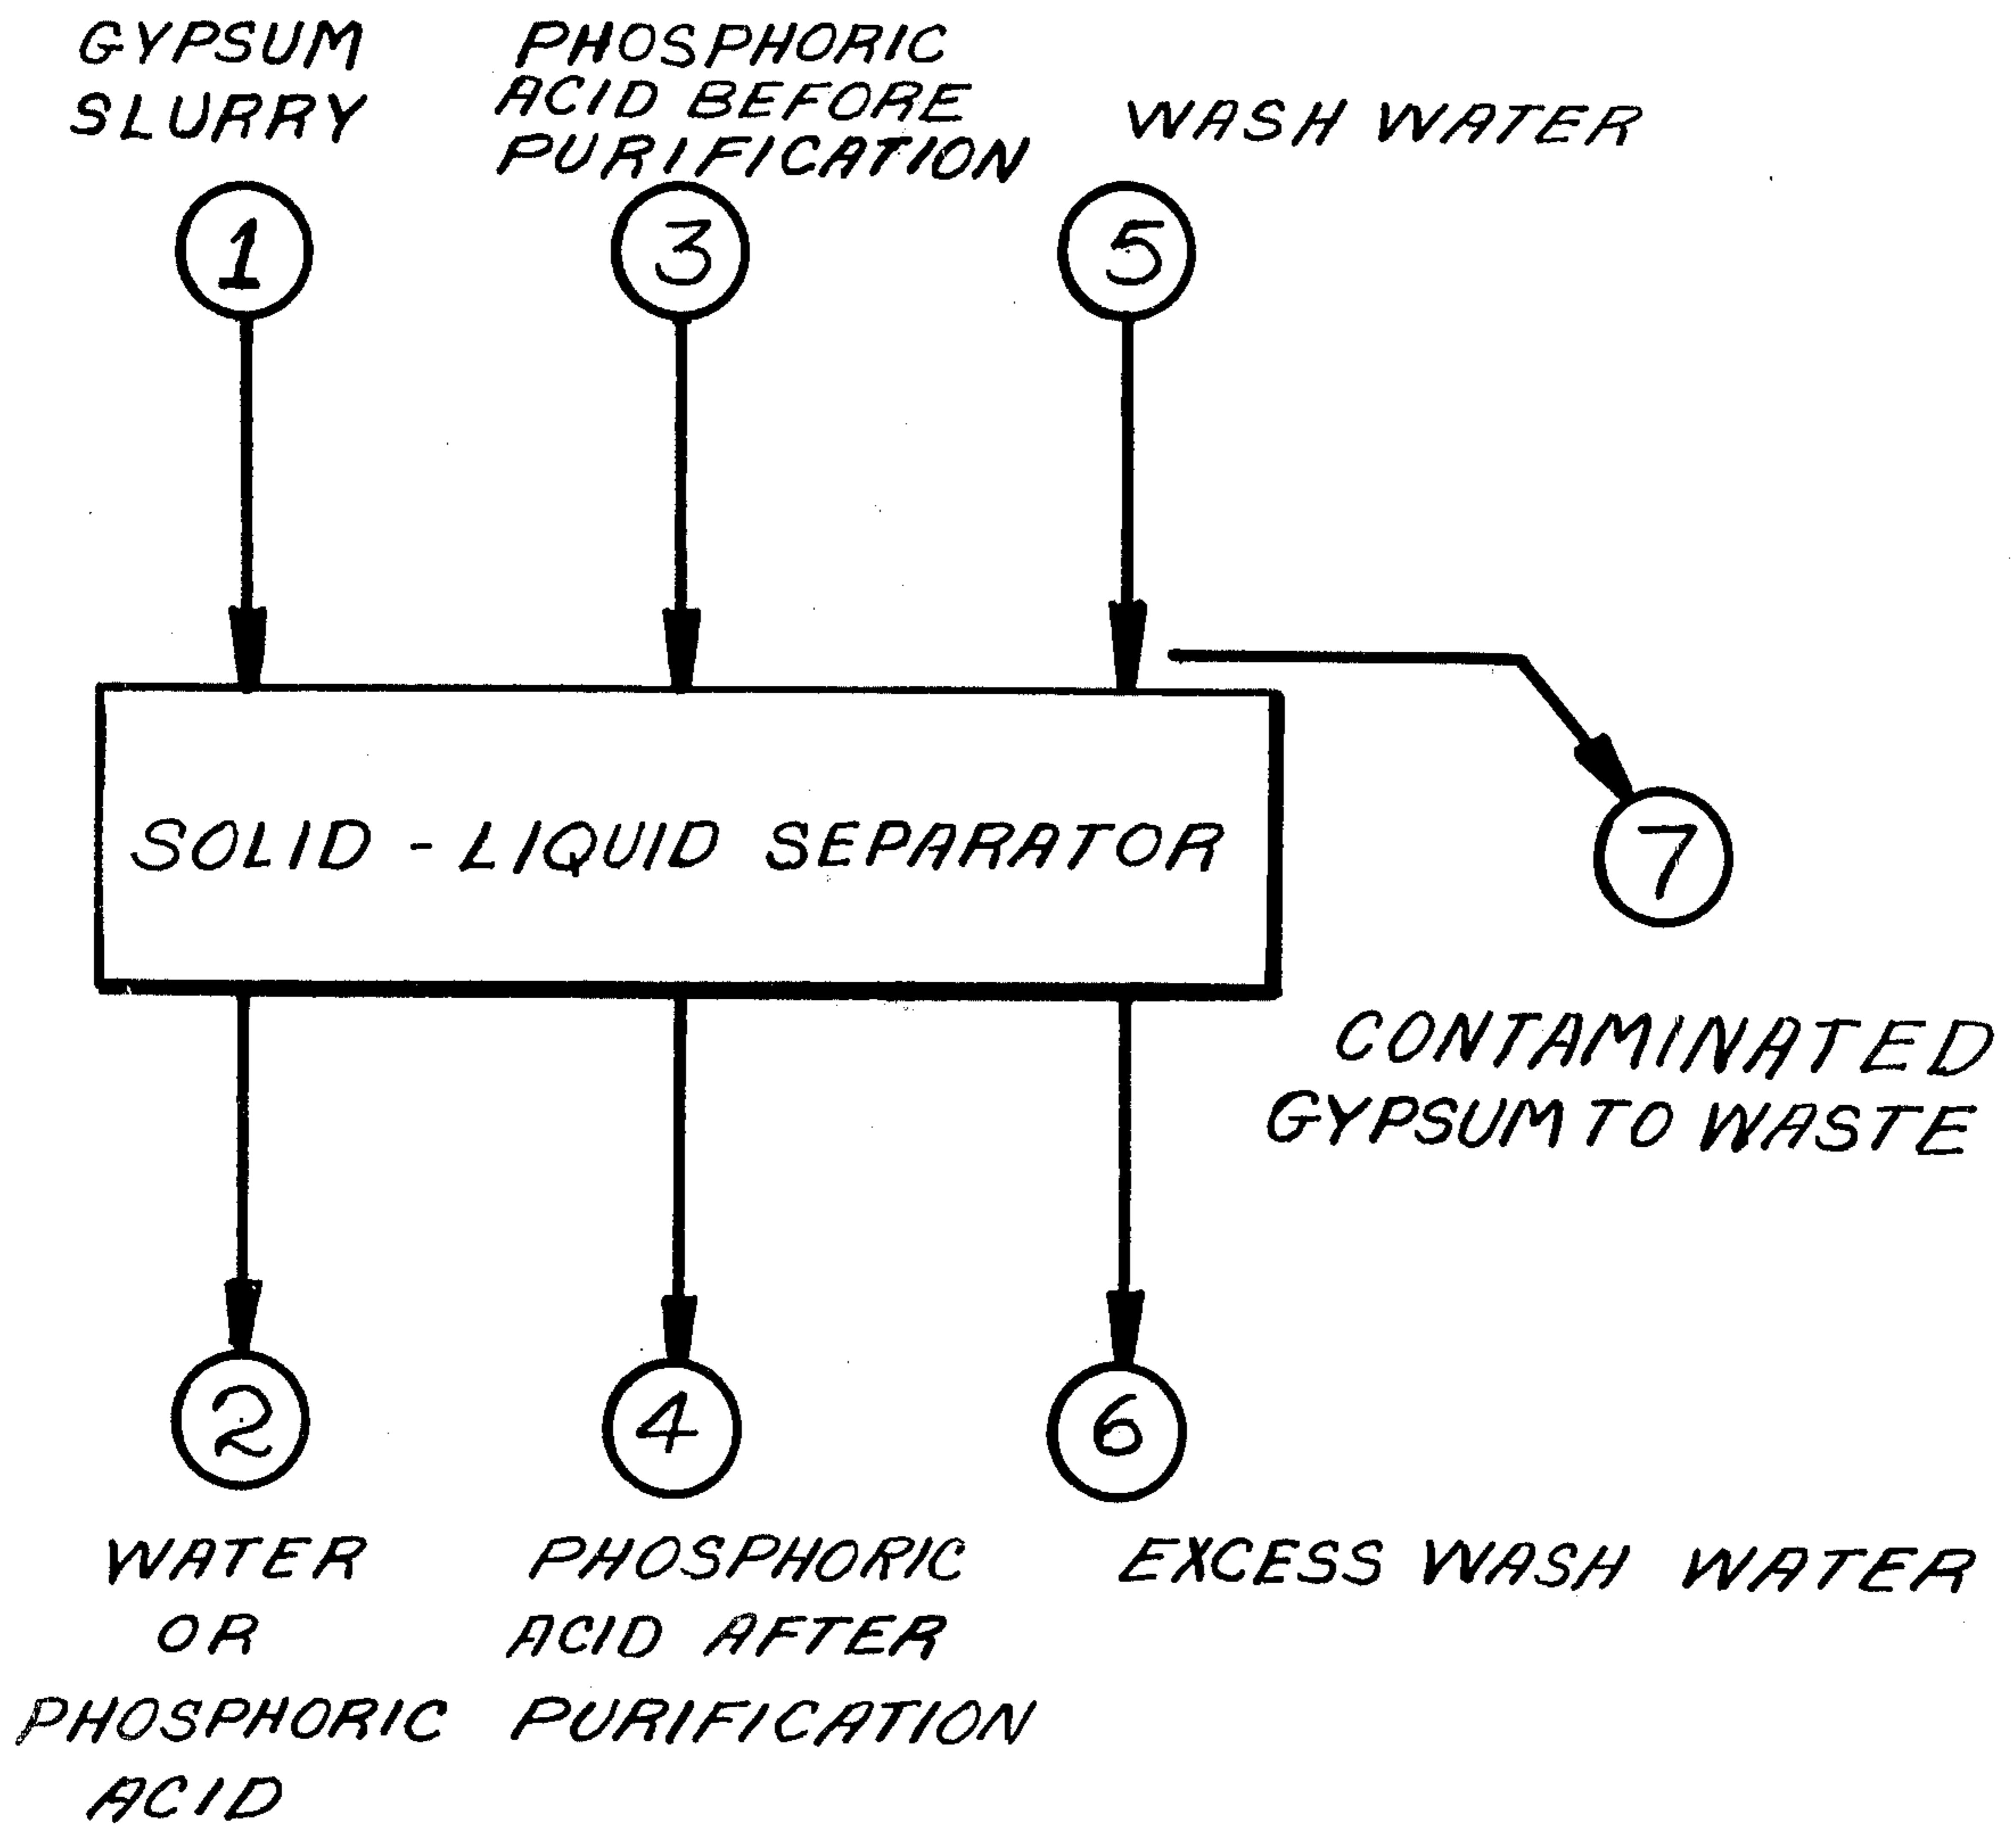 GYPSUM
SLURRY
PHOSPHORIC
ACID BEFORE
PURIFICATION
WASH WATER
1
3
5
SOLID - LIQUID SEPARATOR
7
CONTAMINATED
GYPSUM TO WASTE
2
4
6
WATER
OR
PHOSPHORIC
ACID
PHOSPHORIC
ACID AFTER
PURIFICATION
EXCESS WASH WATER